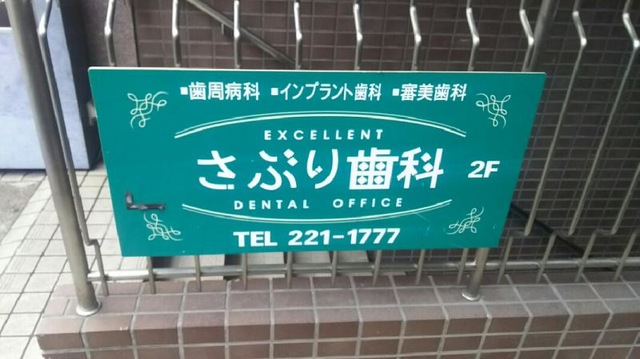 ▪歯周病科 ▪インプラント歯科 ▪審美歯科
EXCELLENT
さぶり歯科 2F
DENTAL OFFICE
TEL 221-1777